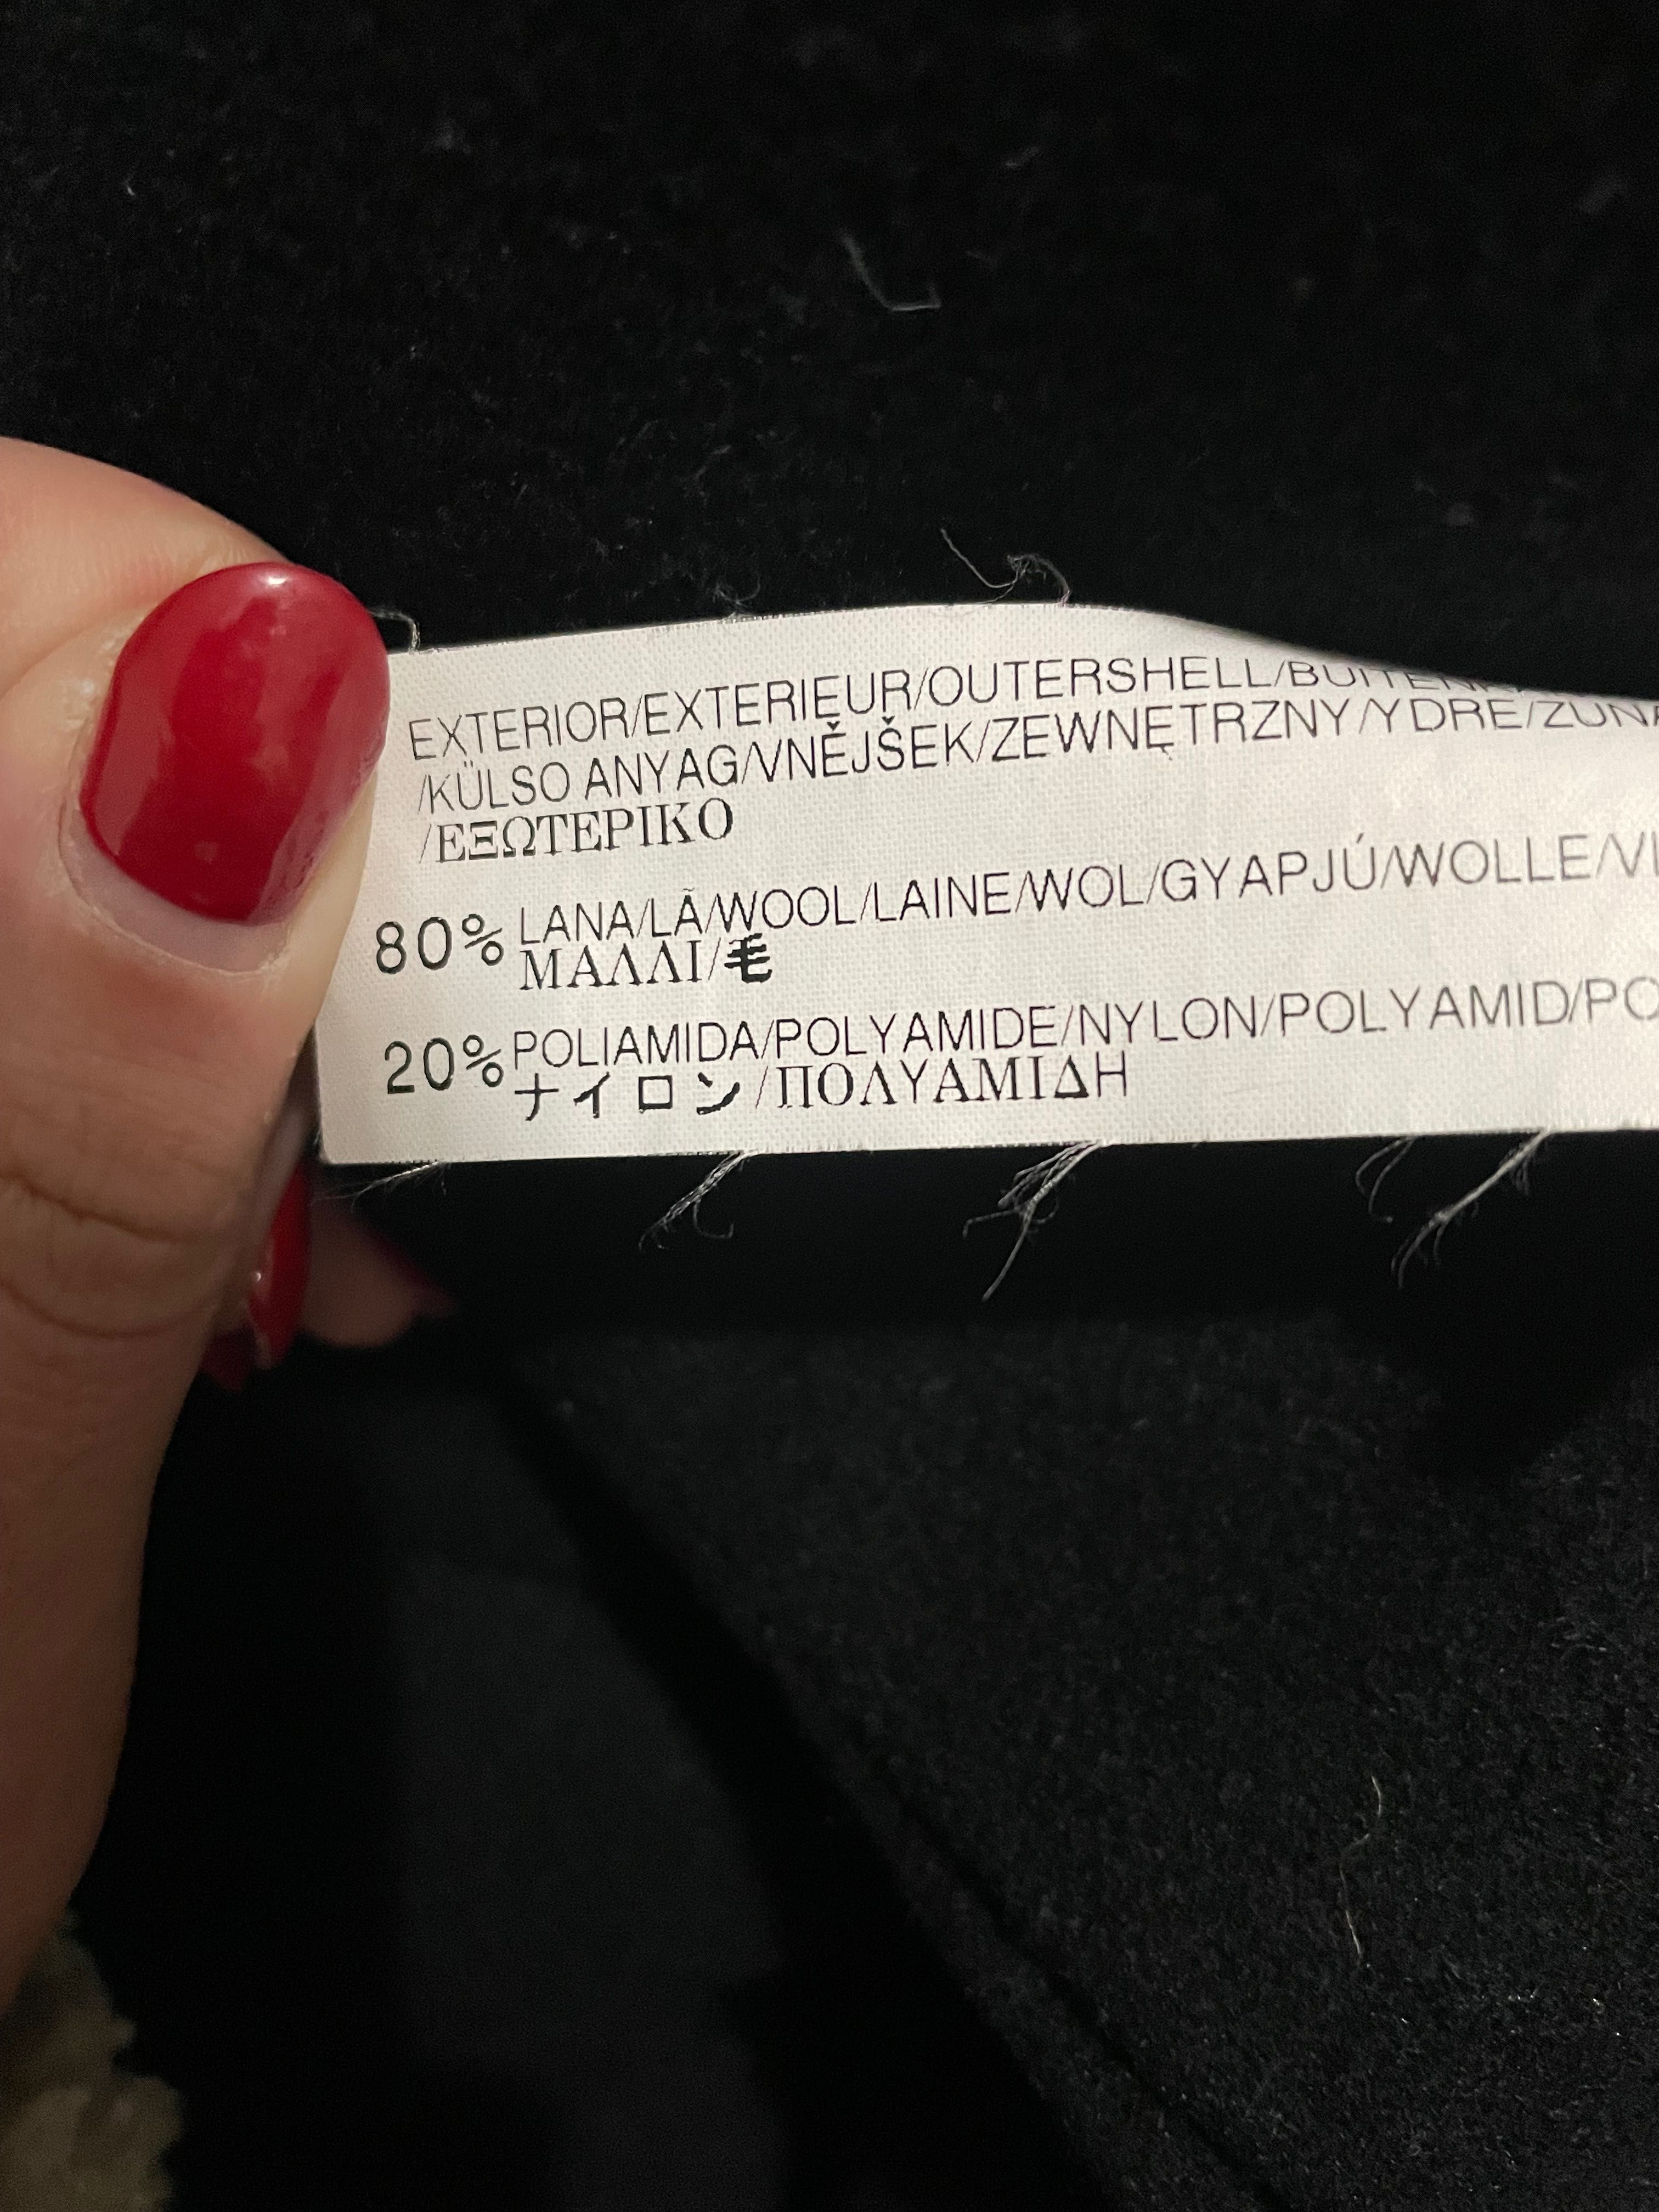 EXTERIOR/EXTERIEUR/OUTERSHELL/
/KÜLSO ANYAG/VNĚJŠEK/ZEWNĘTRZNY/YDRE/
/ΕΞΩΤΕΡΙΚΟ
80% LANA/LÃ/WOOL/LAINE/WOL/GYAPJÚ/WOLLE/
ΜΑΛΛΙ/毛
20% POLIAMIDA/POLYAMIDE/NYLON/POLYAMID/
ナイロン/ΠΟΛΥΑΜΙΔΗ